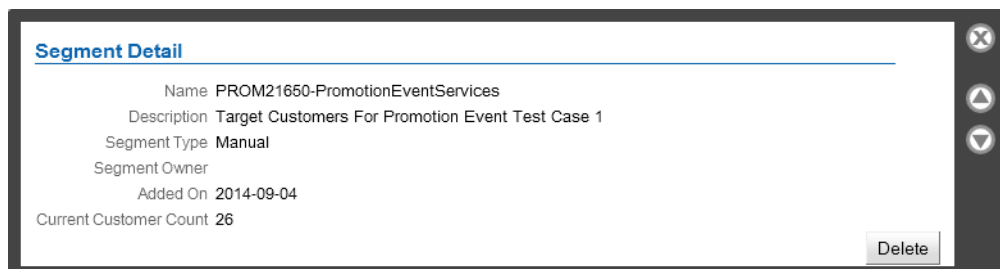 Segment Detail
Name PROM21650-PromotionEventServices
Description Target Customers For Promotion Event Test Case 1
Segment Type Manual
Segment Owner
Added On 2014-09-04
Current Customer Count 26
Delete